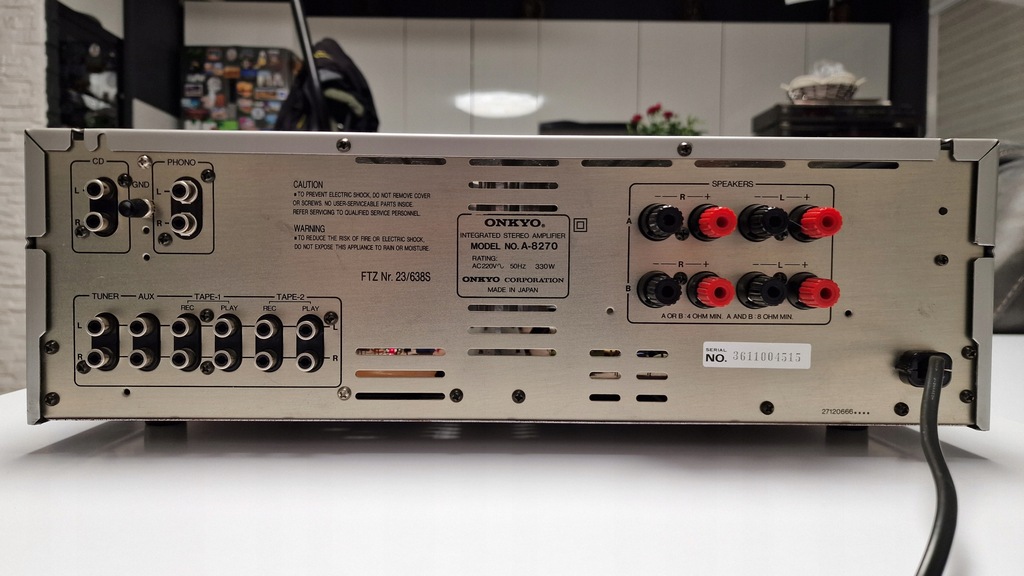 CD
PHONO
GND
L
R
L
R
CAUTION
TO PREVENT ELECTRIC SHOCK, DO NOT REMOVE COVER
OR SCREWS. NO USER-SERVICEABLE PARTS INSIDE
REFER SERVICING TO QUALIFIED SERVICE PERSONNEL.
WARNING
TO REDUCE THE RISK OF FIRE OR ELECTRIC SHOCK,
DO NOT EXPOSE THIS APPLIANCE TO RAIN OR MOISTURE.
FTZ Nr. 23/638S
ONKYO.
INTEGRATED STEREO AMPLIFIER
MODEL NO. A-8270
RATING:
AC220V~ 50HZ 330W
ONKYO CORPORATION
MADE IN JAPAN
SPEAKERS
- R + - L +
A
- R + - L +
B
A OR B : 4 OHM MIN. A AND B : 8 OHM MIN.
TUNER AUX TAPE-1 TAPE-2
REC PLAY REC PLAY
L L
R R
SERIAL
NO. 3611004515
27120666****